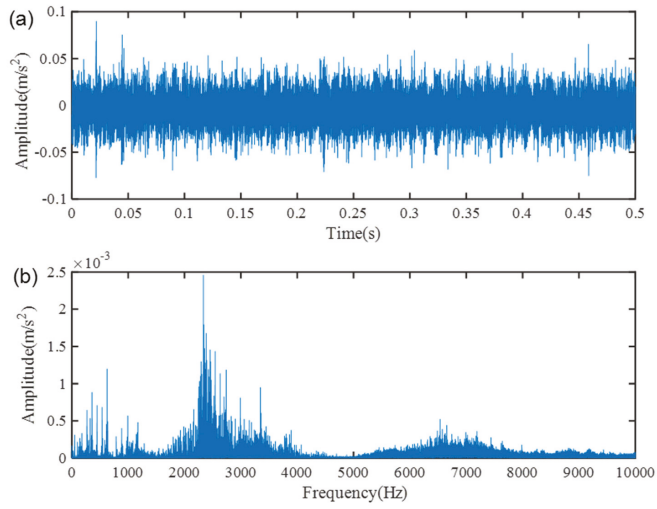 (a)
Amplitude(m/s²)
0.1
0.05
0
-0.05
-0.1
0 0.05 0.1 0.15 0.2 0.25 0.3 0.35 0.4 0.45 0.5
Time(s)
(b)
×10⁻³
Amplitude(m/s²)
2.5
2
1.5
1
0.5
0
0 1000 2000 3000 4000 5000 6000 7000 8000 9000 10000
Frequency(Hz)